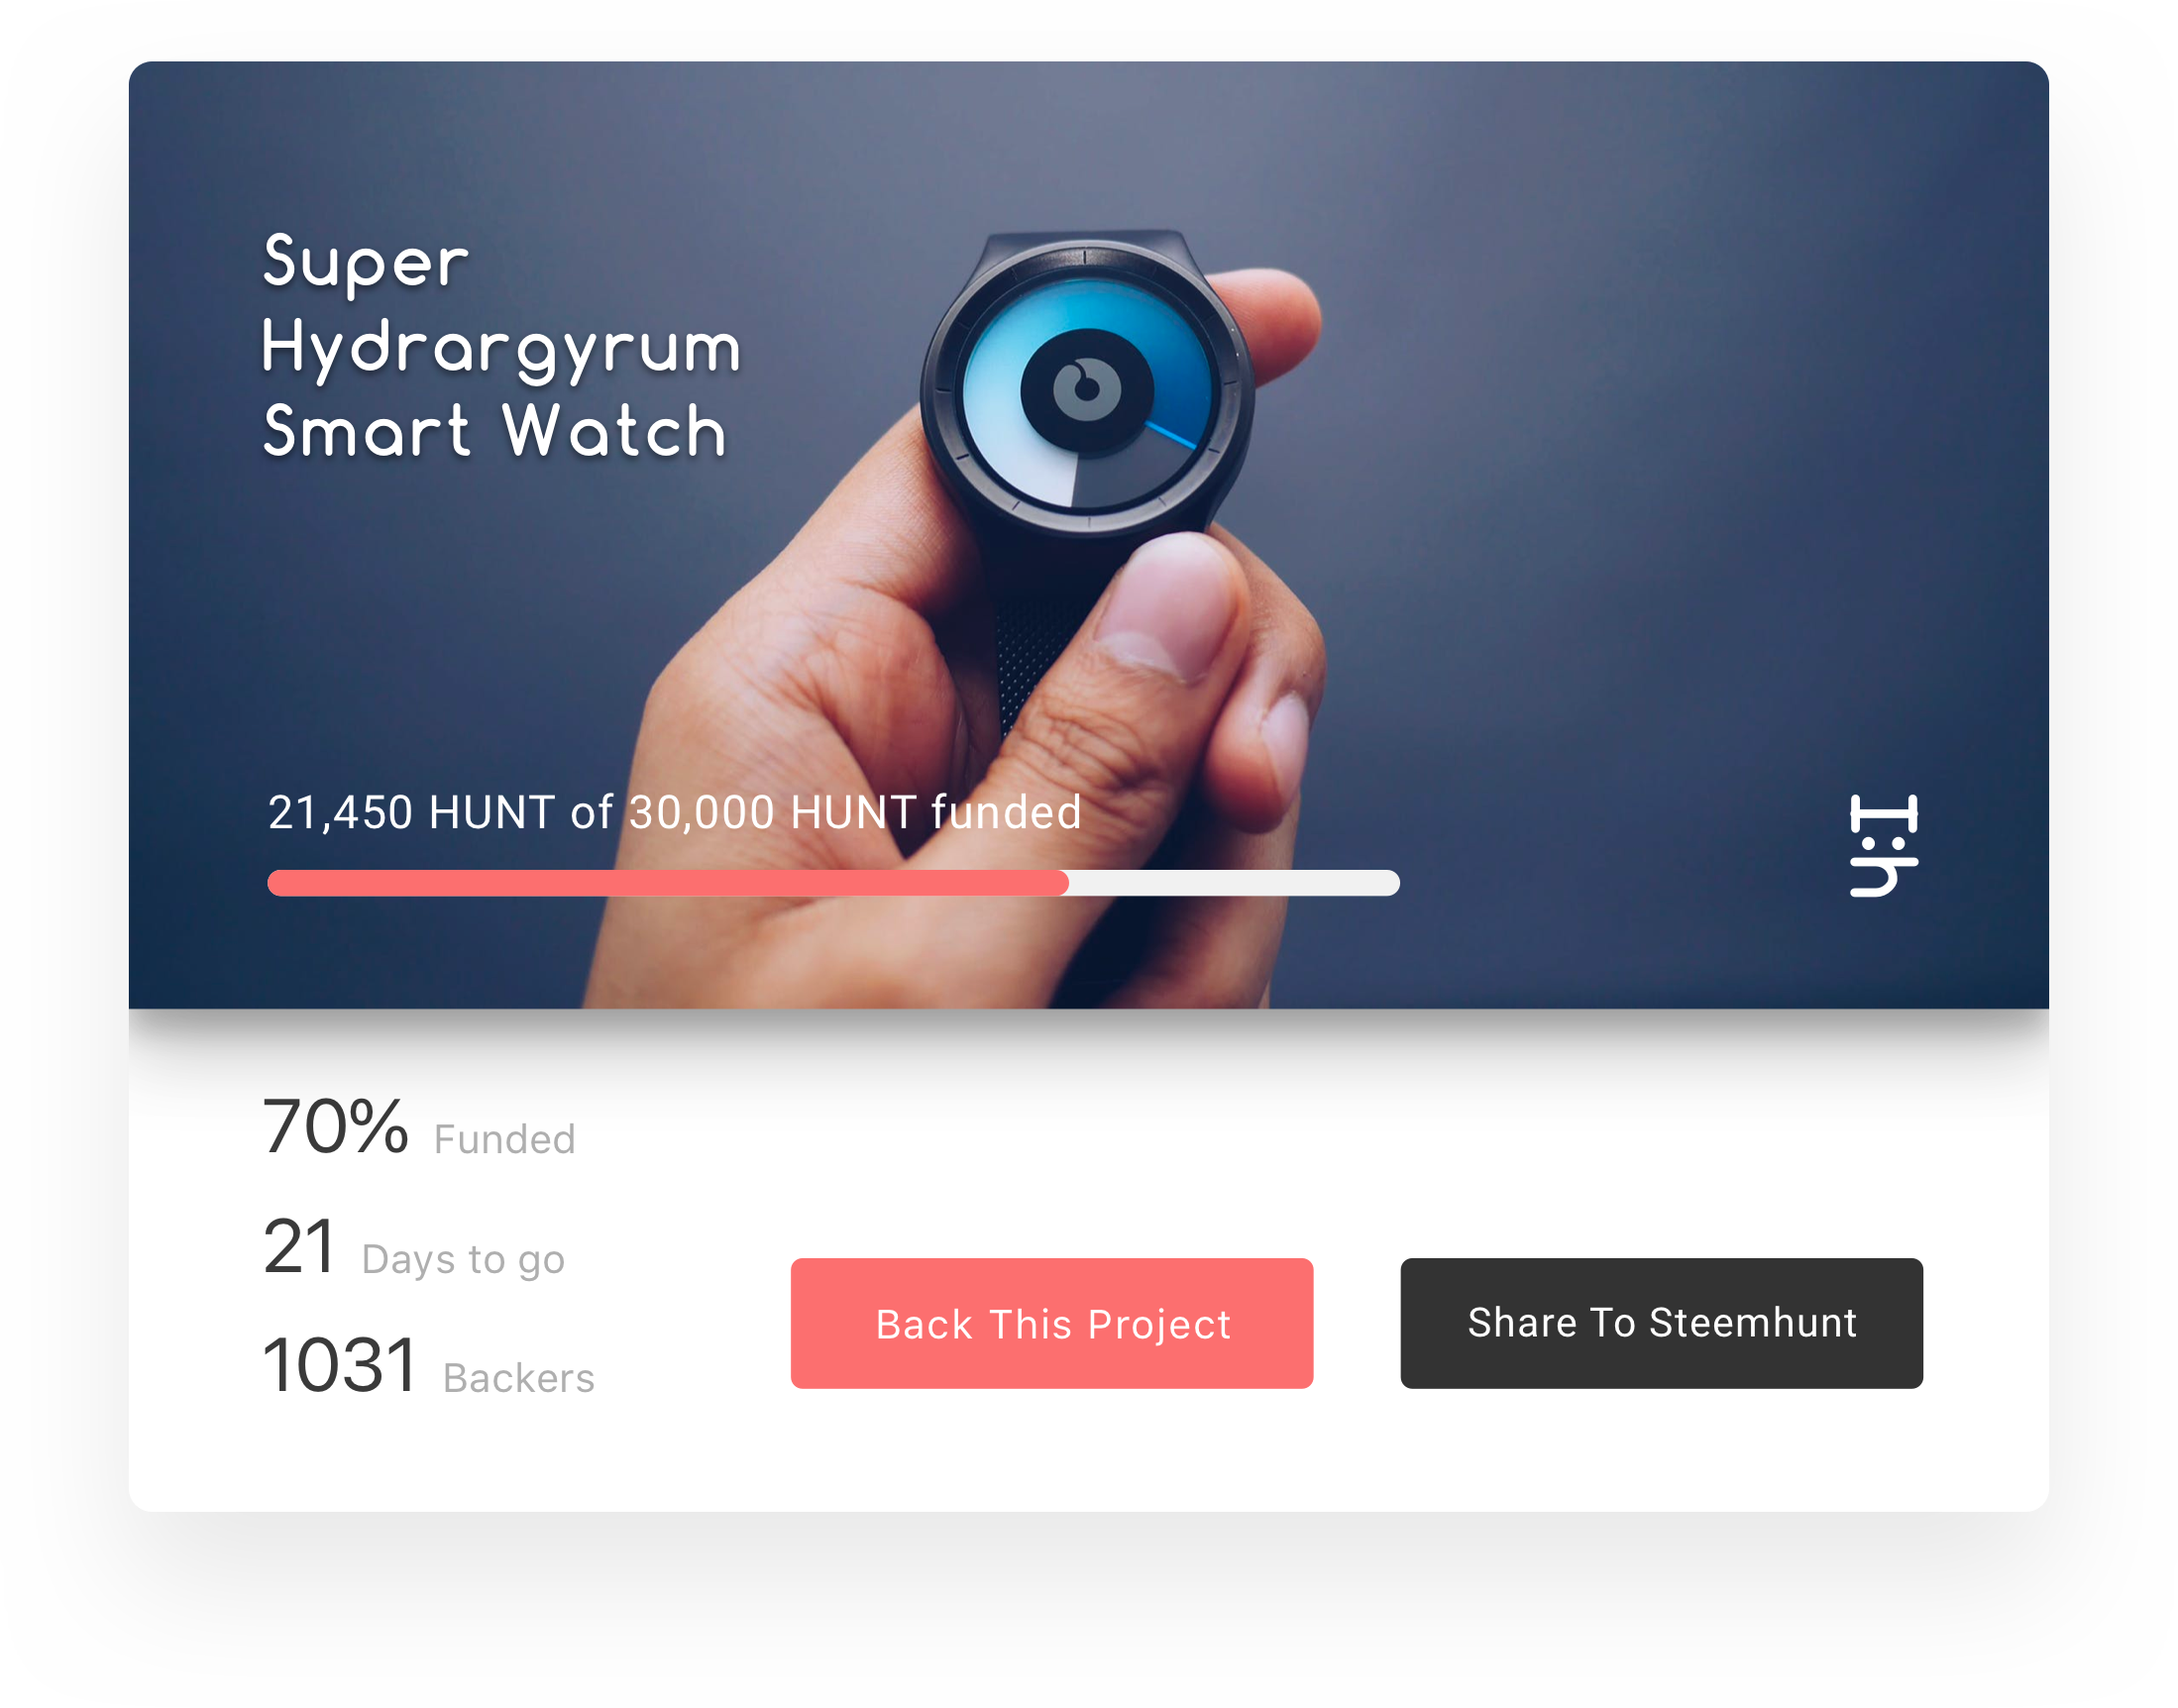 Super
Hydrargyrum
Smart Watch
21,450 HUNT of 30,000 HUNT funded
70% Funded
21 Days to go
1031 Backers
Back This Project
Share To Steemhunt